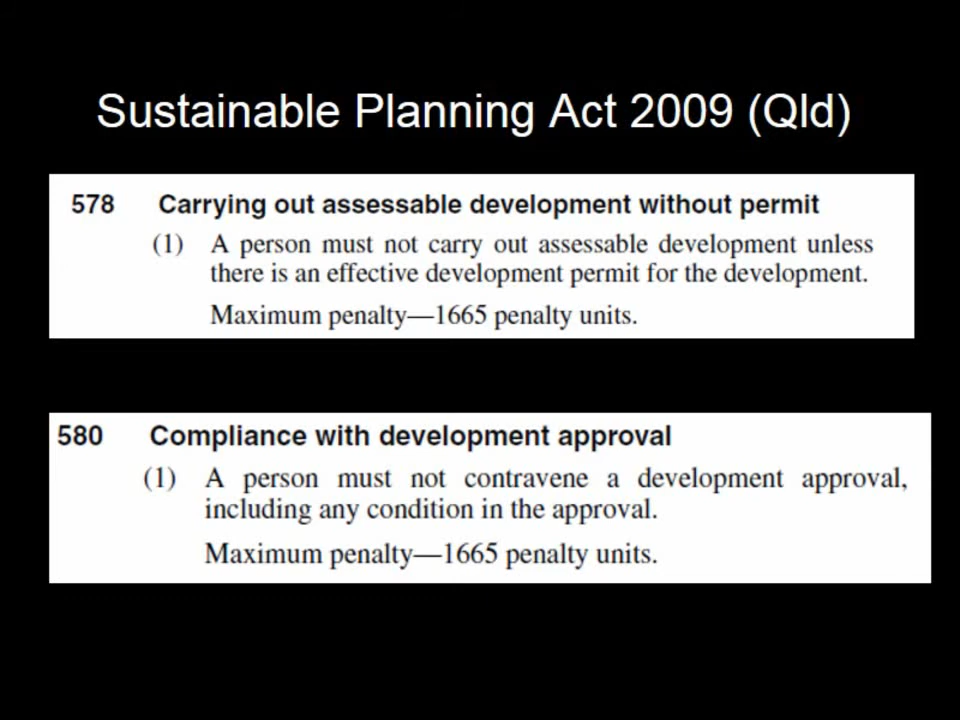 Sustainable Planning Act 2009 (Qld)
578 Carrying out assessable development without permit
(1) A person must not carry out assessable development unless
there is an effective development permit for the development.
Maximum penalty—1665 penalty units.
580 Compliance with development approval
(1) A person must not contravene a development approval,
including any condition in the approval.
Maximum penalty—1665 penalty units.